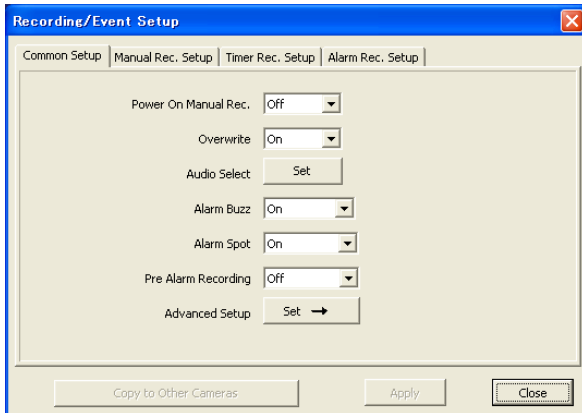 Recording/Event Setup
Common Setup Manual Rec. Setup Timer Rec. Setup Alarm Rec. Setup
Power On Manual Rec. Off
Overwrite On
Audio Select Set
Alarm Buzz On
Alarm Spot On
Pre Alarm Recording Off
Advanced Setup Set →
Copy to Other Cameras Apply Close